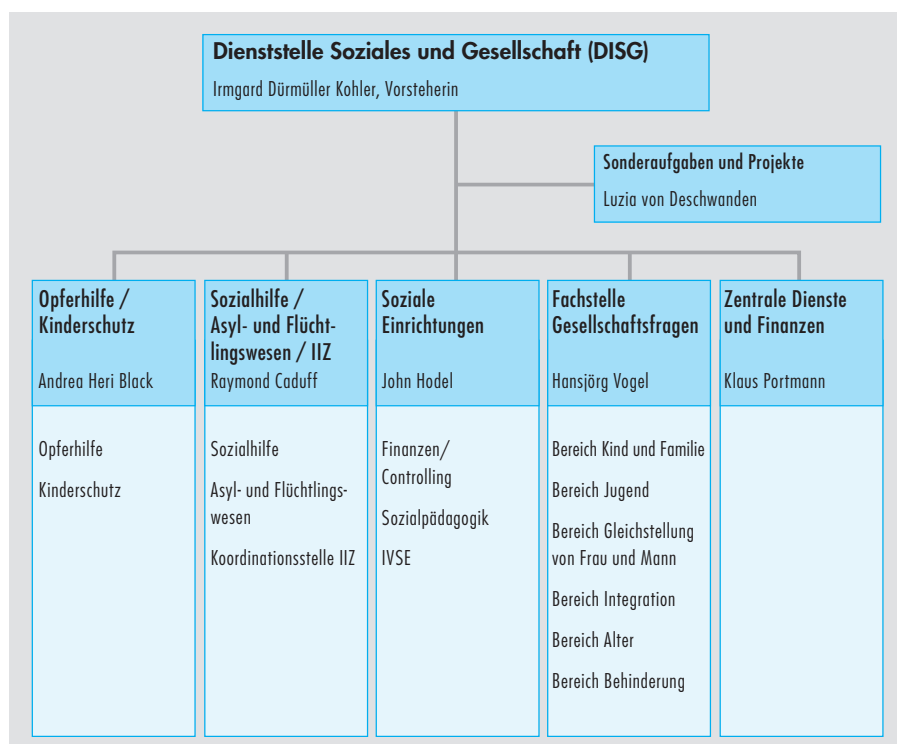 Dienststelle Soziales und Gesellschaft (DISG)
Irmgard Dürmüller Kohler, Vorsteherin
Sonderaufgaben und Projekte
Luzia von Deschwanden
Opferhilfe /
Kinderschutz
Andrea Heri Black
Opferhilfe
Kinderschutz
Sozialhilfe /
Asyl- und Flücht-
lingswesen / IIZ
Raymond Caduff
Sozialhilfe
Asyl- und Flüchtlings-
wesen
Koordinationsstelle IIZ
Soziale
Einrichtungen
John Hodel
Finanzen/
Controlling
Sozialpädagogik
IVSE
Fachstelle
Gesellschaftsfragen
Hansjörg Vogel
Bereich Kind und Familie
Bereich Jugend
Bereich Gleichstellung
von Frau und Mann
Bereich Integration
Bereich Alter
Bereich Behinderung
Zentrale Dienste
und Finanzen
Klaus Portmann